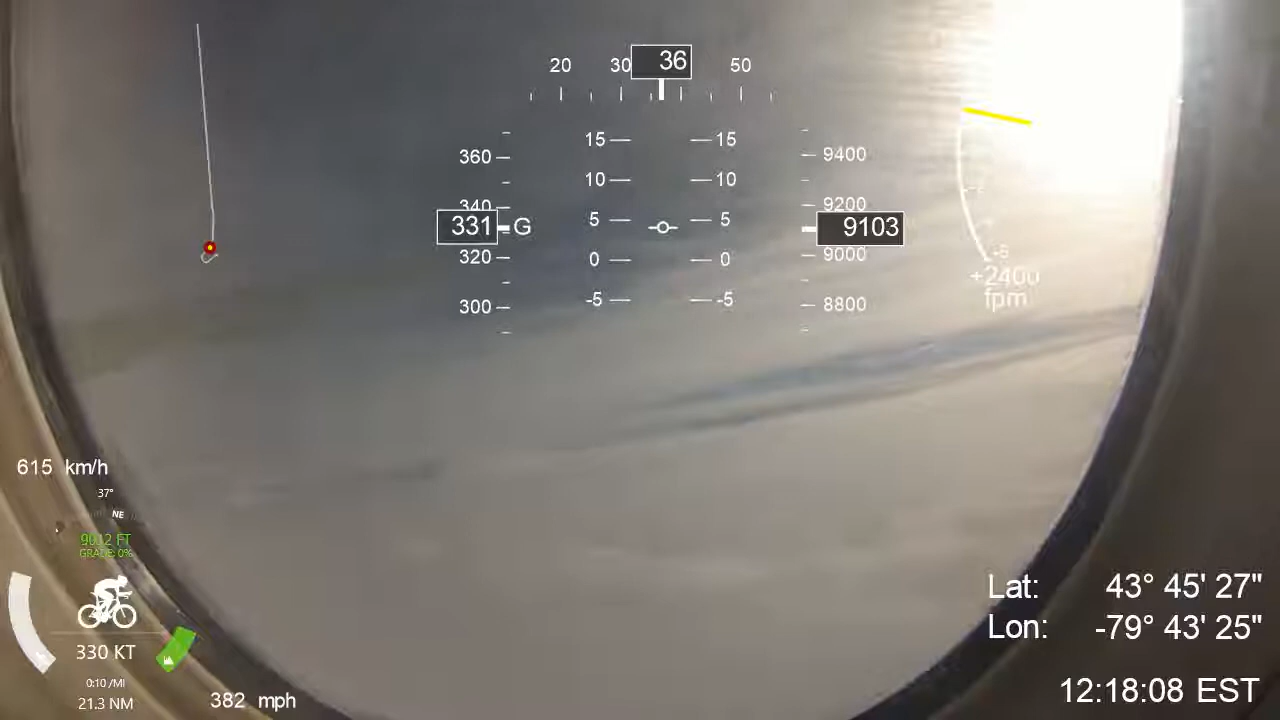 36
20 30 50
15 15
360 9400
10 10
340 9200
5 5
331 G 9103
320 0 0 9000
-5
+2400
fpm
300 -5 -5 8800
615 km/h
37°
NE
9012 FT
GRADE: 0%
330 KT
0:10 /MI
21.3 NM
382 mph
Lat: 43° 45' 27"
Lon: -79° 43' 25"
12:18:08 EST